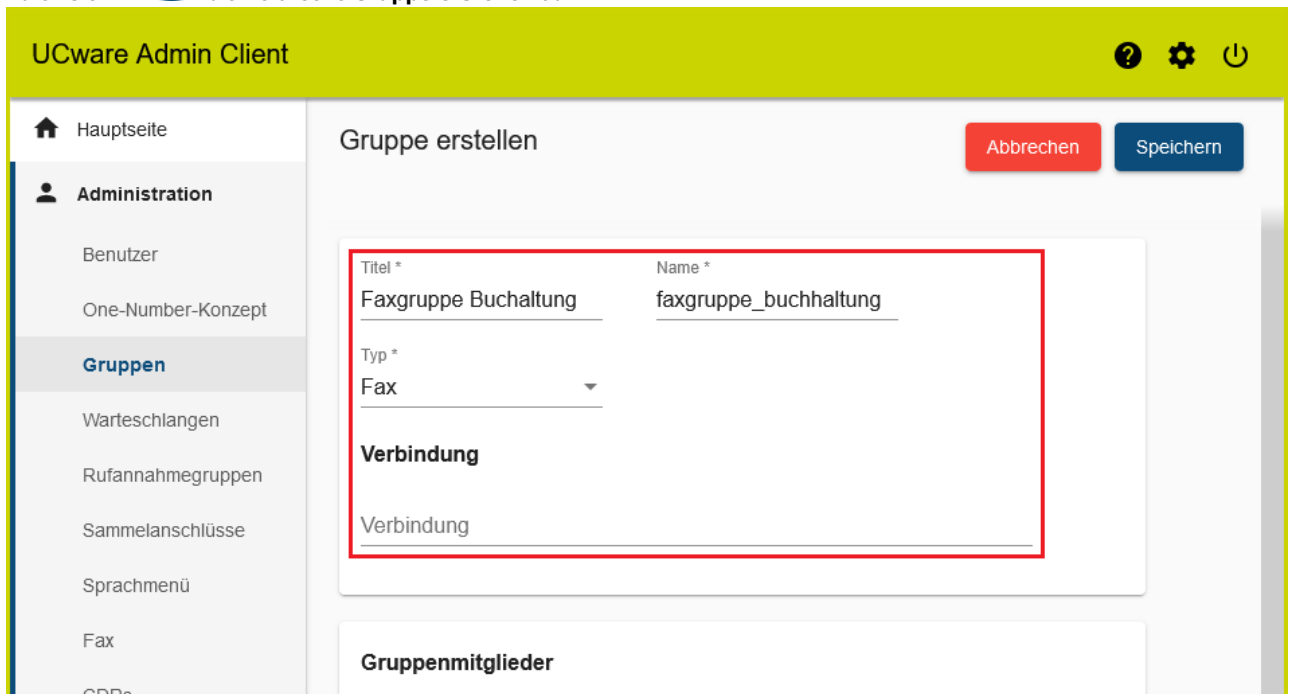 UCware Admin Client
Hauptseite
Administration
Benutzer
One-Number-Konzept
Gruppen
Warteschlangen
Rufannahmegruppen
Sammelanschlüsse
Sprachmenü
Fax
Gruppe erstellen
Abbrechen
Speichern
Titel *
Name *
Faxgruppe Buchaltung
faxgruppe_buchhaltung
Typ *
Fax
Verbindung
Verbindung
Gruppenmitglieder